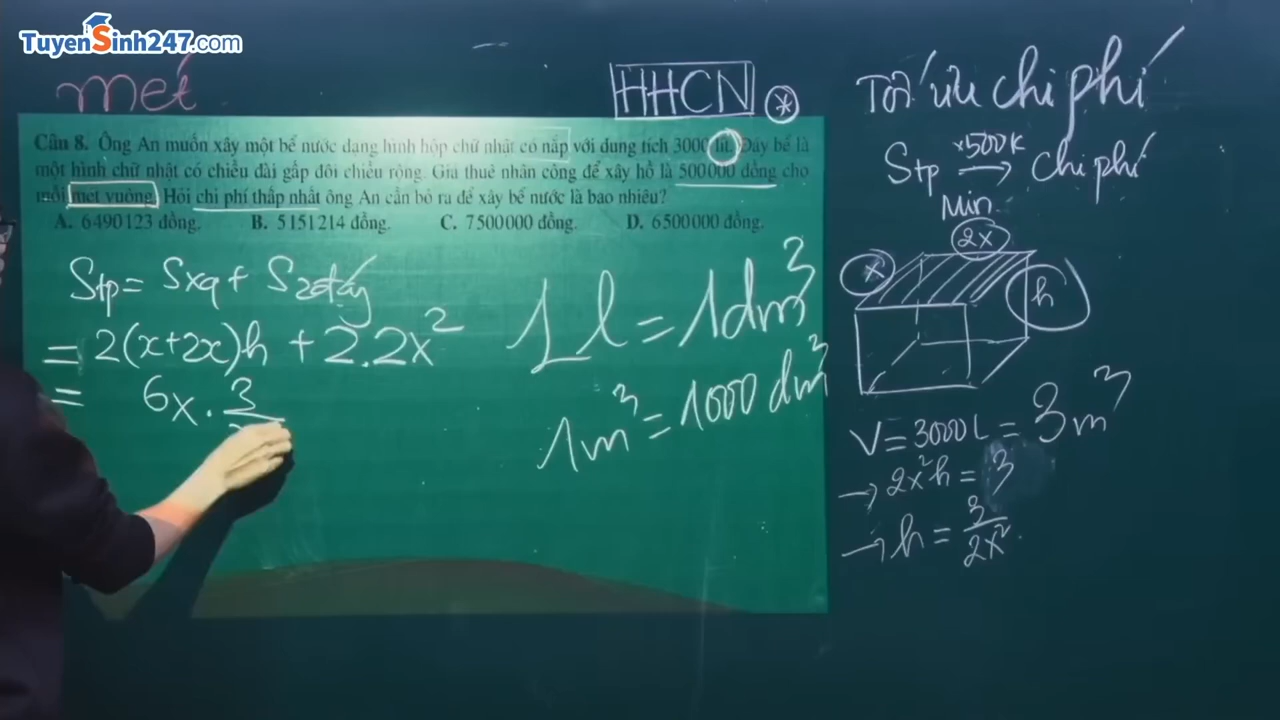 TuyenSinh247.com
mét
HHCN *
Tối ưu chi phí
Câu 8. Ông An muốn xây một bể nước dạng hình hộp chữ nhật có nắp với dung tích 3000 lít. Đáy bể là
một hình chữ nhật có chiều dài gấp đôi chiều rộng. Giá thuê nhân công để xây hồ là 500000 đồng cho
mỗi mét vuông. Hỏi chi phí thấp nhất ông An cần bỏ ra để xây bể nước là bao nhiêu?
A. 6490123 đồng. B. 5151214 đồng. C. 7500000 đồng. D. 6500000 đồng.
Stp = Sxq + S2đáy
= 2(x+2x)h + 2.2x²
= 6x . 3
1l = 1dm³
1m³ = 1000 dm³
Stp ×500K → chi phí
Min
2x
x
h
V = 3000L = 3m³
→ 2x²h = 3
→ h = 3/2x².